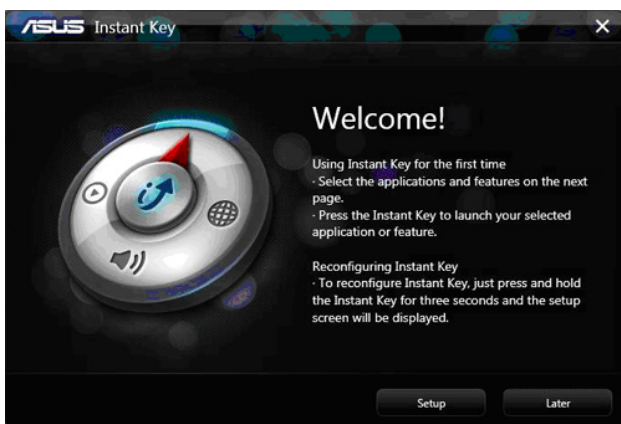 ASUS Instant Key
Welcome!
Using Instant Key for the first time
· Select the applications and features on the next
page.
· Press the Instant Key to launch your selected
application or feature.
Reconfiguring Instant Key
· To reconfigure Instant Key, just press and hold
the Instant Key for three seconds and the setup
screen will be displayed.
Setup Later